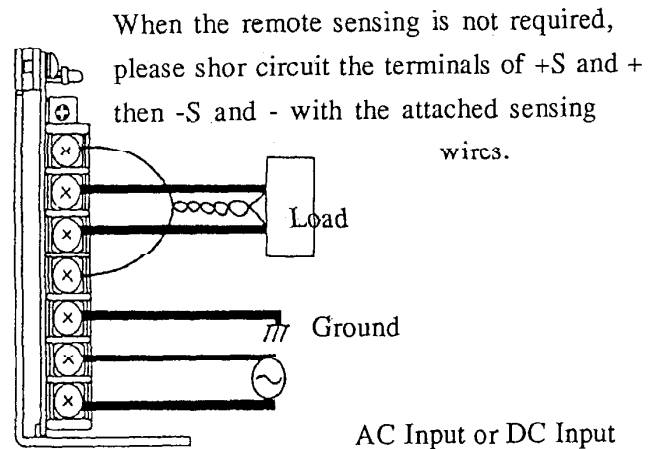 When the remote sensing is not required,
please shor circuit the terminals of +S and +
then -S and - with the attached sensing
wires.
Load
Ground
AC Input or DC Input